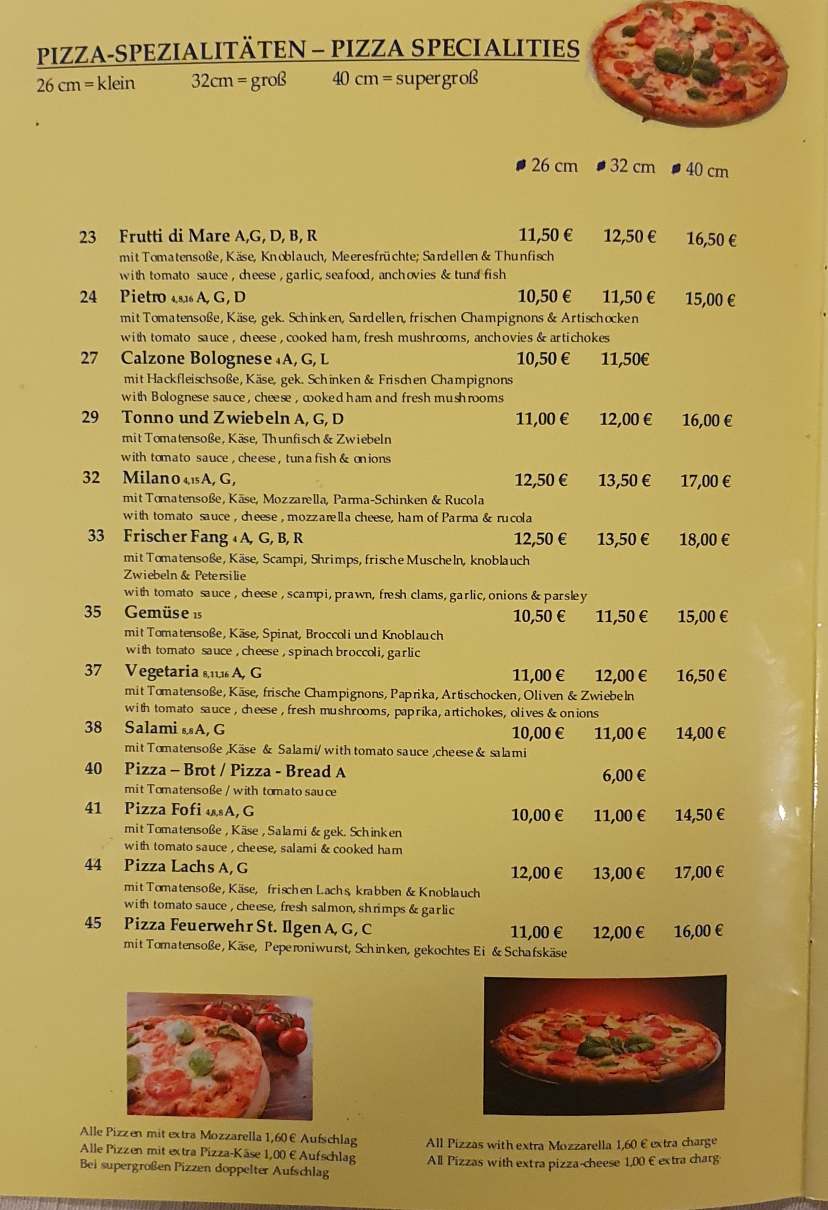 PIZZA-SPEZIALITÄTEN – PIZZA SPECIALITIES
26 cm = klein 32cm = groß 40 cm = supergroß
26 cm 32 cm 40 cm
23 Frutti di Mare A,G, D, B, R 11,50 € 12,50 € 16,50 €
mit Tomatensoße, Käse, Knoblauch, Meeresfrüchte; Sardellen & Thunfisch
with tomato sauce , cheese , garlic, seafood, anchovies & tuna fish
24 Pietro 4,8,16 A, G, D 10,50 € 11,50 € 15,00 €
mit Tomatensoße, Käse, gek. Schinken, Sardellen, frischen Champignons & Artischocken
with tomato sauce , cheese , cooked ham, fresh mushrooms, anchovies & artichokes
27 Calzone Bolognese 4 A, G, L 10,50 € 11,50€
mit Hackfleischsoße, Käse, gek. Schinken & Frischen Champignons
with Bolognese sauce, cheese , cooked ham and fresh mushrooms
29 Tonno und Zwiebeln A, G, D 11,00 € 12,00 € 16,00 €
mit Tomatensoße, Käse, Thunfisch & Zwiebeln
with tomato sauce , cheese , tuna fish & onions
32 Milano 4,15 A, G, 12,50 € 13,50 € 17,00 €
mit Tomatensoße, Käse, Mozzarella, Parma-Schinken & Rucola
with tomato sauce , cheese , mozzarella cheese, ham of Parma & rucola
33 Frischer Fang 4 A, G, B, R 12,50 € 13,50 € 18,00 €
mit Tomatensoße, Käse, Scampi, Shrimps, frische Muscheln, knoblauch
Zwiebeln & Petersilie
with tomato sauce , cheese , scampi, prawn, fresh clams, garlic, onions & parsley
35 Gemüse 15 10,50 € 11,50 € 15,00 €
mit Tomatensoße, Käse, Spinat, Broccoli und Knoblauch
with tomato sauce , cheese , spinach broccoli, garlic
37 Vegetaria 8,11,16 A, G 11,00 € 12,00 € 16,50 €
mit Tomatensoße, Käse, frische Champignons, Paprika, Artischocken, Oliven & Zwiebeln
with tomato sauce , cheese , fresh mushrooms, paprika, artichokes, olives & onions
38 Salami A, G 10,00 € 11,00 € 14,00 €
mit Tomatensoße ,Käse & Salami/ with tomato sauce ,cheese & salami
40 Pizza – Brot / Pizza - Bread A 6,00 €
mit Tomatensoße / with tomato sauce
41 Pizza Fofi A, G 10,00 € 11,00 € 14,50 €
mit Tomatensoße , Käse , Salami & gek. Schinken
with tomato sauce , cheese, salami & cooked ham
44 Pizza Lachs A, G 12,00 € 13,00 € 17,00 €
mit Tomatensoße, Käse, frischen Lachs, krabben & Knoblauch
with tomato sauce , cheese, fresh salmon, shrimps & garlic
45 Pizza Feuerwehr St. Ilgen A, G, C 11,00 € 12,00 € 16,00 €
mit Tomatensoße, Käse, Peperoniwurst, Schinken, gekochtes Ei & Schafskäse
Alle Pizzen mit extra Mozzarella 1,60 € Aufschlag
Alle Pizzen mit extra Pizza-Käse 1,00 € Aufschlag
Bei supergroßen Pizzen doppelter Aufschlag
All Pizzas with extra Mozzarella 1,60 € extra charge
All Pizzas with extra pizza-cheese 1,00 € extra charg